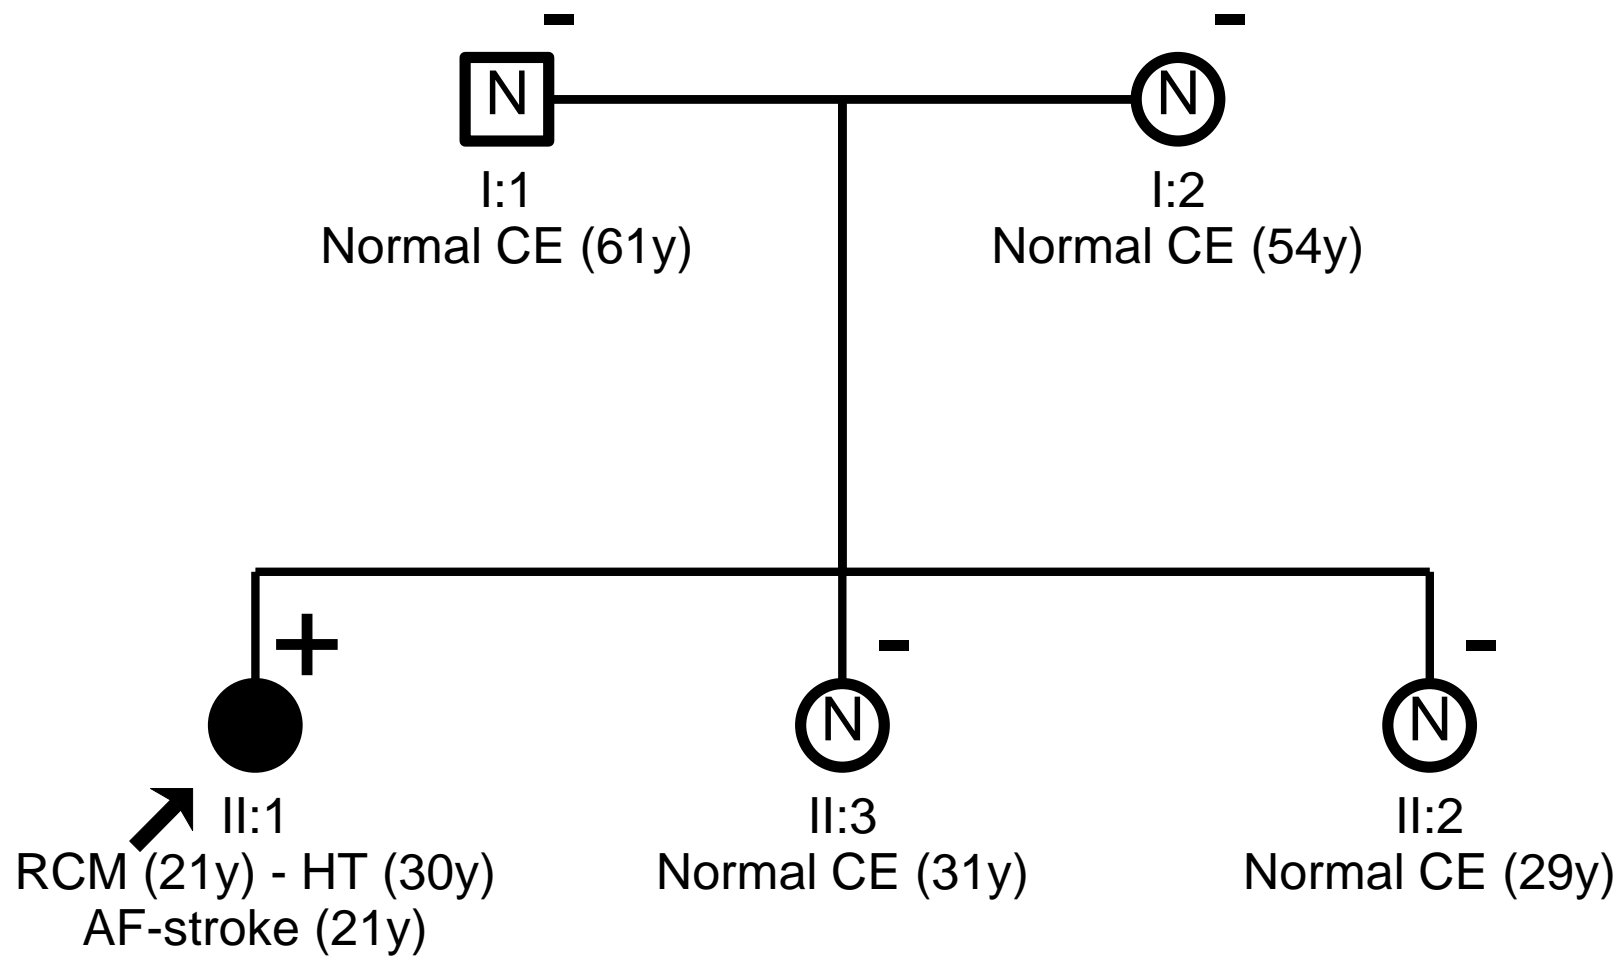 - -
N N
I:1 I:2
Normal CE (61y) Normal CE (54y)
+ - -
N N
II:1 II:3 II:2
RCM (21y) - HT (30y) Normal CE (31y) Normal CE (29y)
AF-stroke (21y)